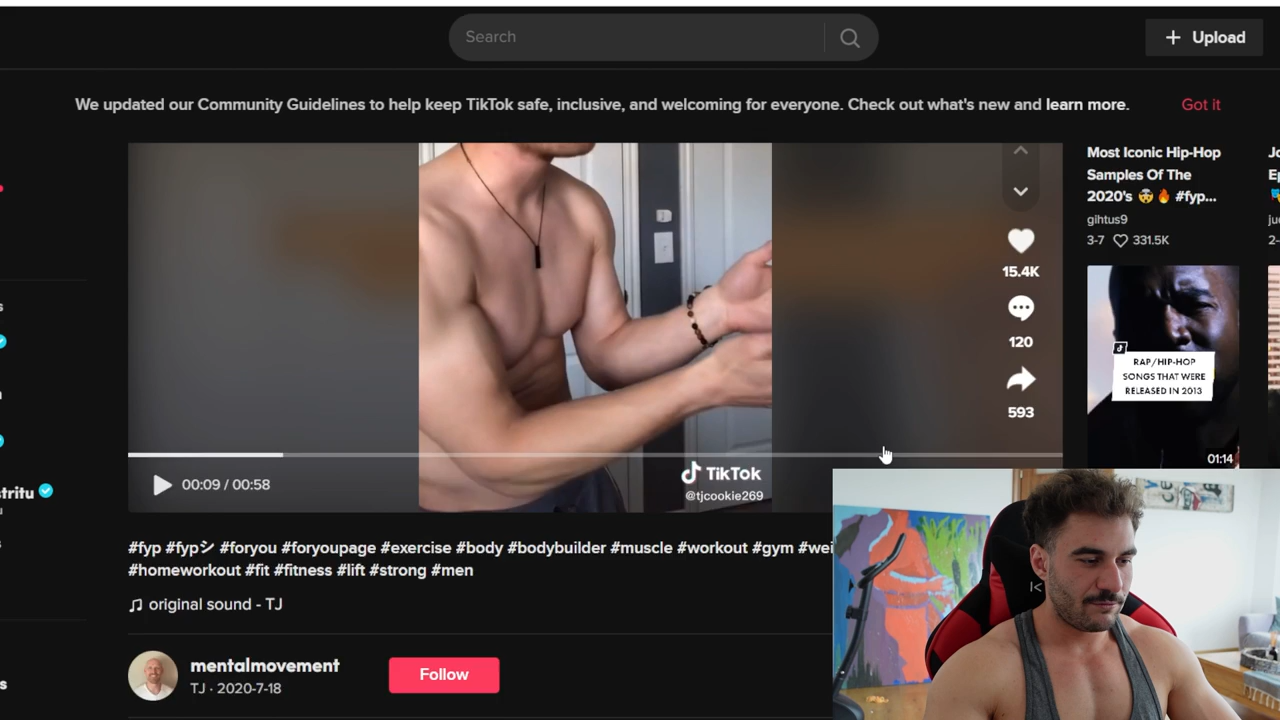 Search
+ Upload
We updated our Community Guidelines to help keep TikTok safe, inclusive, and welcoming for everyone. Check out what's new and learn more.
Got it
15.4K
120
593
00:09 / 00:58
TikTok
@tjcookie269
Most Iconic Hip-Hop
Samples Of The
2020's 🤯🔥 #fyp...
gihtus9
3-7 331.5K
RAP/HIP-HOP
SONGS THAT WERE
RELEASED IN 2013
01:14
#fyp #fypシ #foryou #foryoupage #exercise #body #bodybuilder #muscle #workout #gym #wei
#homeworkout #fit #fitness #lift #strong #men
original sound - TJ
mentalmovement
TJ · 2020-7-18
Follow
stritu